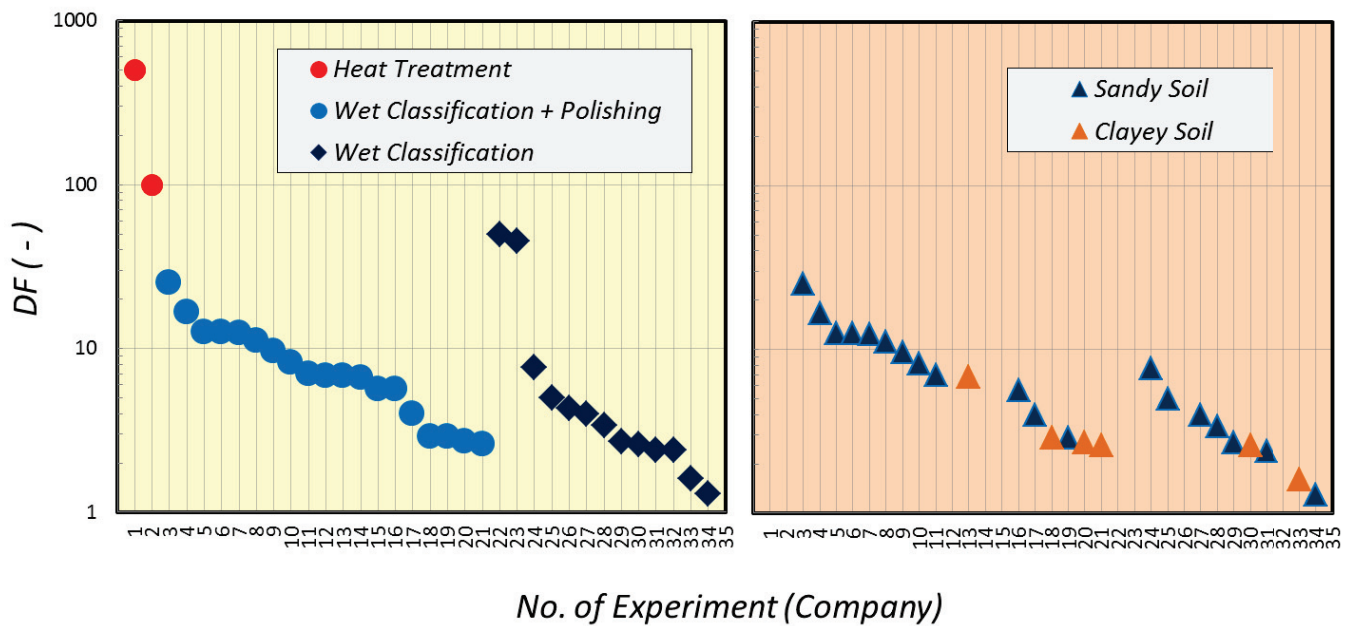 1000
100
10
1
DF ( - )
Heat Treatment
Wet Classification + Polishing
Wet Classification
1 2 3 4 5 6 7 8 9 10 11 12 13 14 15 16 17 18 19 20 21 22 23 24 25 26 27 28 29 30 31 32 33 34 35
Sandy Soil
Clayey Soil
1 2 3 4 5 6 7 8 9 10 11 12 13 14 15 16 17 18 19 20 21 22 23 24 25 26 27 28 29 30 31 32 33 34 35
No. of Experiment (Company)